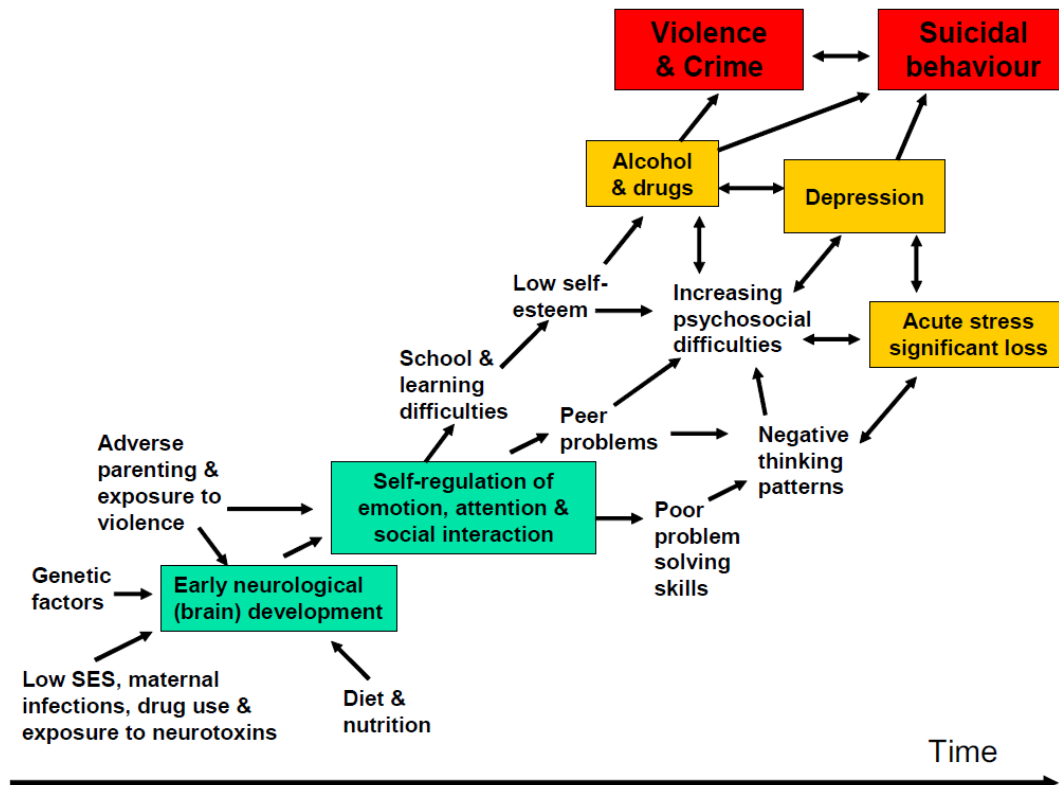 Violence
& Crime
Suicidal
behaviour
Alcohol
& drugs
Depression
Low self-
esteem
Increasing
psychosocial
difficulties
Acute stress
significant loss
School &
learning
difficulties
Peer
problems
Negative
thinking
patterns
Adverse
parenting &
exposure to
violence
Self-regulation of
emotion, attention &
social interaction
Poor
problem
solving
skills
Genetic
factors
Early neurological
(brain) development
Low SES, maternal
infections, drug use &
exposure to neurotoxins
Diet &
nutrition
Time